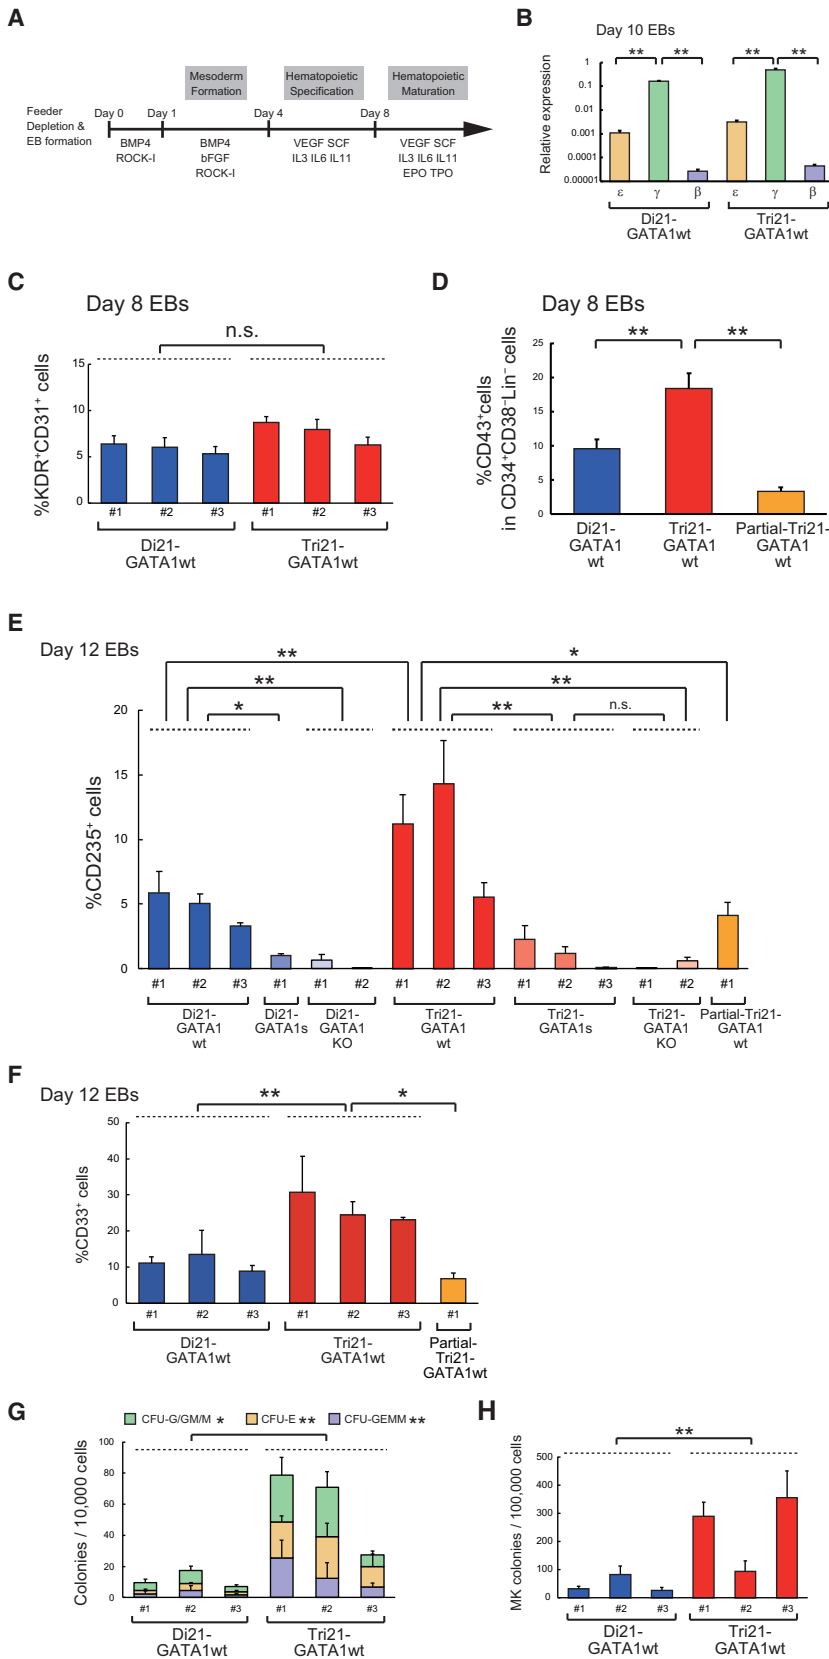 A
Mesoderm Formation
Hematopoietic Specification
Hematopoietic Maturation
Feeder Depletion & EB formation
Day 0
Day 1
Day 4
Day 8
BMP4
ROCK-I
BMP4
bFGF
ROCK-I
VEGF SCF
IL3 IL6 IL11
VEGF SCF
IL3 IL6 IL11
EPO TPO
B
Day 10 EBs
** ** ** **
Relative expression
1
0.1
0.01
0.001
0.0001
0.00001
ε γ β ε γ β
Di21-
GATA1wt
Tri21-
GATA1wt
C
Day 8 EBs
n.s.
%KDR⁺CD31⁺ cells
15
10
5
0
#1 #2 #3 #1 #2 #3
Di21-
GATA1wt
Tri21-
GATA1wt
D
Day 8 EBs
** **
%CD43⁺cells
in CD34⁺CD38⁻Lin⁻ cells
25
20
15
10
5
0
Di21-
GATA1
wt
Tri21-
GATA1
wt
Partial-Tri21-
GATA1
wt
E
Day 12 EBs
** *
** **
* ** n.s.
%CD235⁺ cells
20
15
10
5
0
#1 #2 #3 #1 #1 #2 #1 #2 #3 #1 #2 #3 #1 #2 #1
Di21-
GATA1
wt
Di21-
GATA1s
Di21-
GATA1
KO
Tri21-
GATA1
wt
Tri21-
GATA1s
Tri21-
GATA1
KO
Partial-Tri21-
GATA1
wt
F
Day 12 EBs
** *
%CD33⁺ cells
50
40
30
20
10
0
#1 #2 #3 #1 #2 #3 #1
Di21-
GATA1wt
Tri21-
GATA1wt
Partial-
Tri21-
GATA1wt
G
CFU-G/GM/M * CFU-E ** CFU-GEMM **
Colonies / 10,000 cells
100
80
60
40
20
0
#1 #2 #3 #1 #2 #3
Di21-
GATA1wt
Tri21-
GATA1wt
H
**
MK colonies / 100,000 cells
500
400
300
200
100
0
#1 #2 #3 #1 #2 #3
Di21-
GATA1wt
Tri21-
GATA1wt